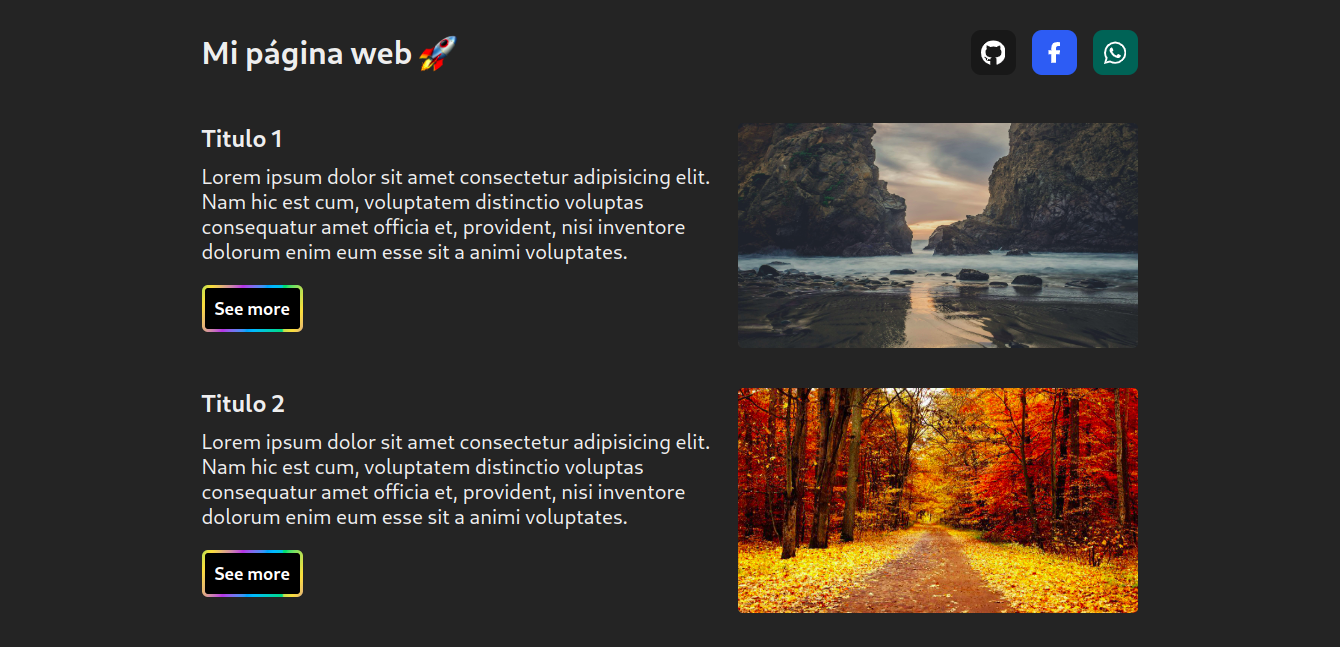 Mi página web 🚀
Titulo 1
Lorem ipsum dolor sit amet consectetur adipisicing elit.
Nam hic est cum, voluptatem distinctio voluptas
consequatur amet officia et, provident, nisi inventore
dolorum enim eum esse sit a animi voluptates.
See more
Titulo 2
Lorem ipsum dolor sit amet consectetur adipisicing elit.
Nam hic est cum, voluptatem distinctio voluptas
consequatur amet officia et, provident, nisi inventore
dolorum enim eum esse sit a animi voluptates.
See more